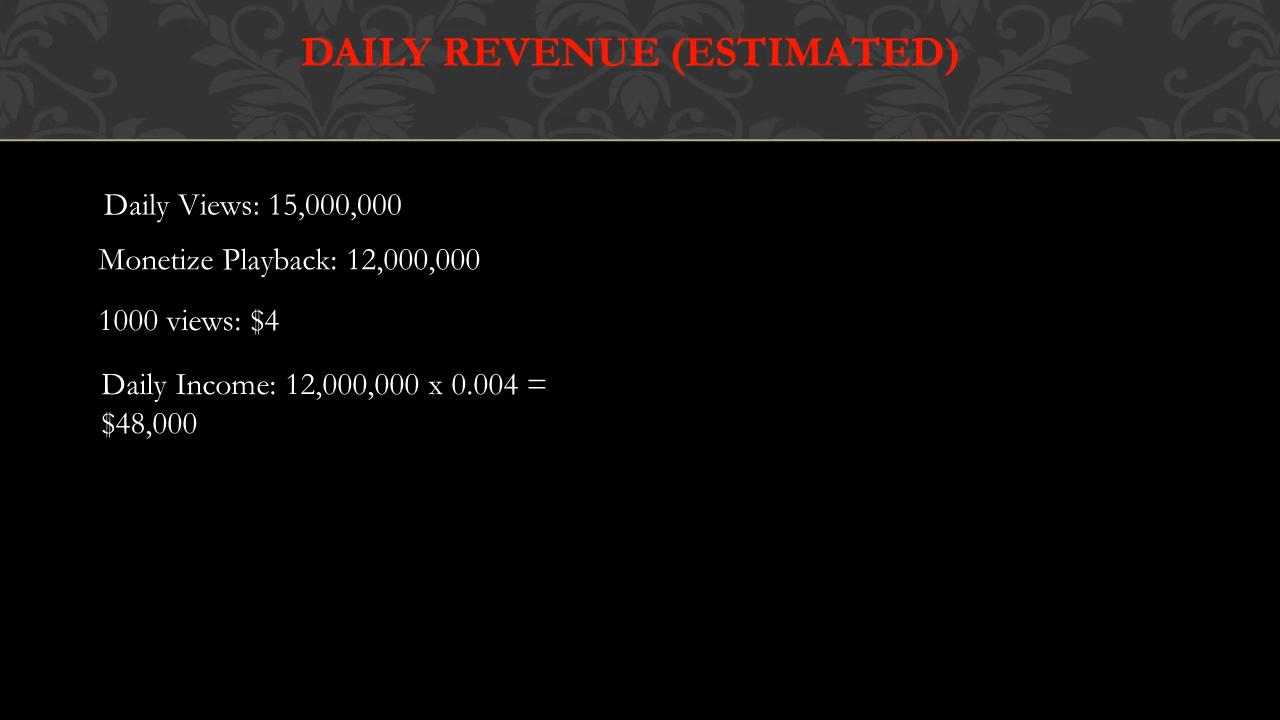 DAILY REVENUE (ESTIMATED)
Daily Views: 15,000,000
Monetize Playback: 12,000,000
1000 views: $4
Daily Income: 12,000,000 x 0.004 =
$48,000